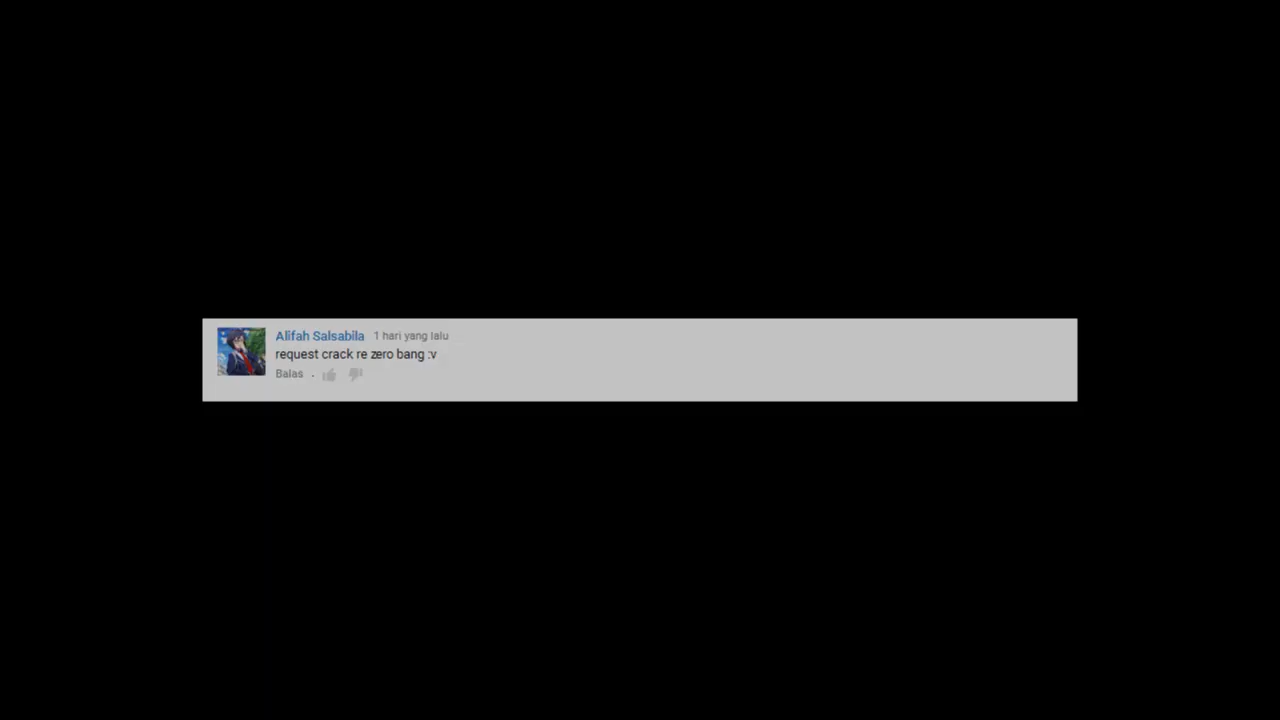 Alifah Salsabila 1 hari yang lalu
request crack re zero bang :v
Balas .